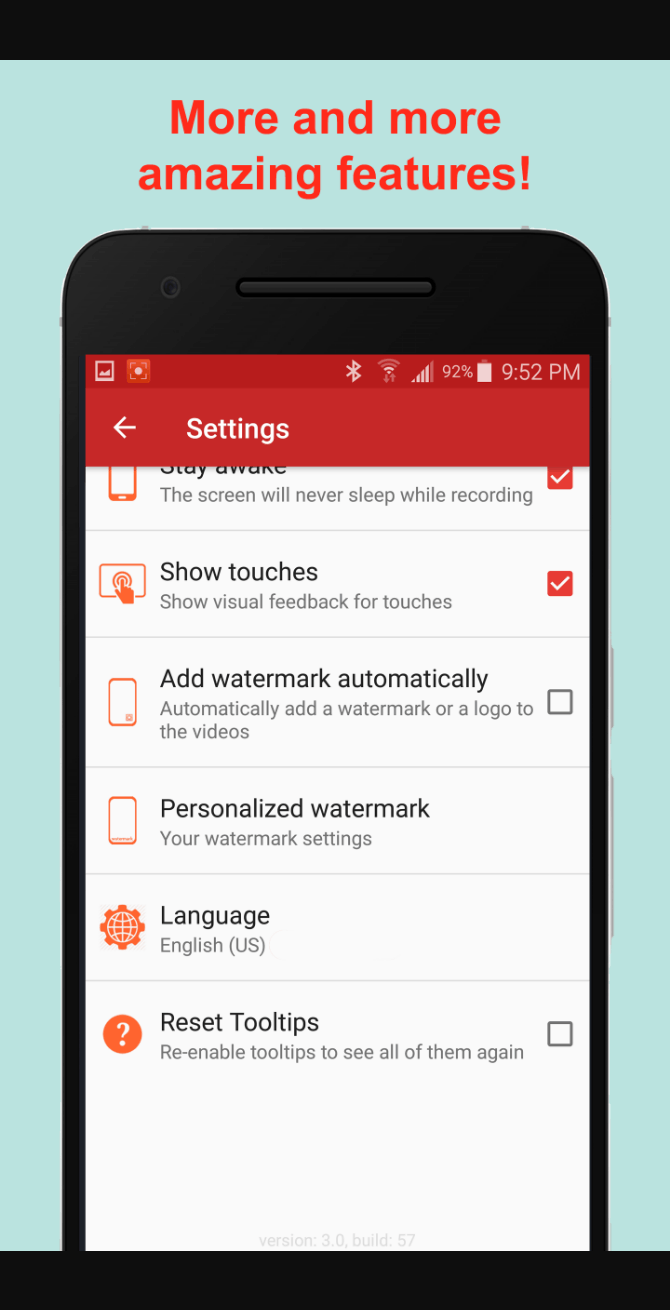 More and more
amazing features!
92% 9:52 PM
Settings
Stay awake
The screen will never sleep while recording
Show touches
Show visual feedback for touches
Add watermark automatically
Automatically add a watermark or a logo to
the videos
Personalized watermark
Your watermark settings
Language
English (US)
Reset Tooltips
Re-enable tooltips to see all of them again
version: 3.0, build: 57